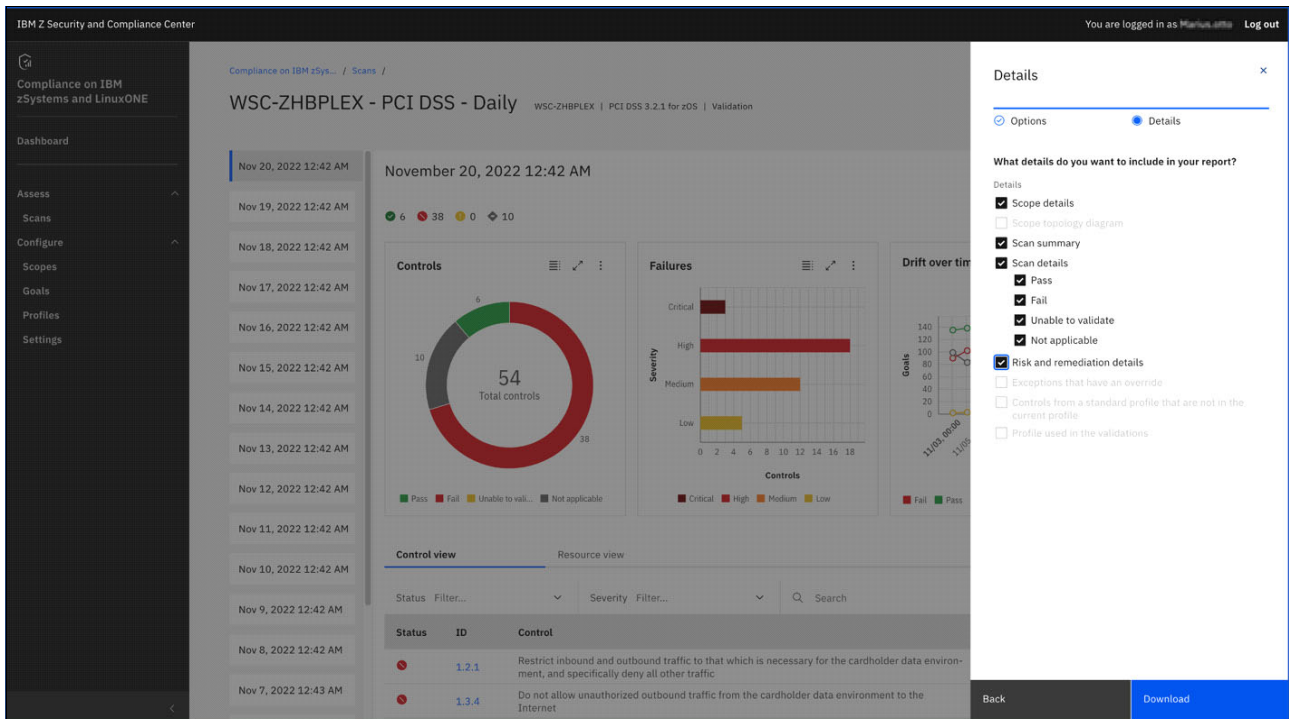 IBM Z Security and Compliance Center
You are logged in as
Log out
Compliance on IBM
zSystems and LinuxONE
Dashboard
Assess
Scans
Configure
Scopes
Goals
Profiles
Settings
Compliance on IBM zSys... / Scans /
WSC-ZHBPLEX - PCI DSS - Daily
WSC-ZHBPLEX | PCI DSS 3.2.1 for zOS | Validation
Nov 20, 2022 12:42 AM
Nov 19, 2022 12:42 AM
Nov 18, 2022 12:42 AM
Nov 17, 2022 12:42 AM
Nov 16, 2022 12:42 AM
Nov 15, 2022 12:42 AM
Nov 14, 2022 12:42 AM
Nov 13, 2022 12:42 AM
Nov 12, 2022 12:42 AM
Nov 11, 2022 12:42 AM
Nov 10, 2022 12:42 AM
Nov 9, 2022 12:42 AM
Nov 8, 2022 12:42 AM
Nov 7, 2022 12:43 AM
November 20, 2022 12:42 AM
6 38 0 10
Controls
6
10
54
Total controls
38
Pass Fail Unable to vali... Not applicable
Failures
Severity
Critical
High
Medium
Low
0 2 4 6 8 10 12 14 16 18
Controls
Critical High Medium Low
Drift over tim
Goals
140
120
100
80
60
40
20
0
11/03, 00:00
11/05
Fail Pass
Control view
Resource view
Status Filter...
Severity Filter...
Search
Status ID Control
1.2.1 Restrict inbound and outbound traffic to that which is necessary for the cardholder data environ-
ment, and specifically deny all other traffic
1.3.4 Do not allow unauthorized outbound traffic from the cardholder data environment to the
Internet
Details
Options
Details
What details do you want to include in your report?
Details
Scope details
Scope topology diagram
Scan summary
Scan details
Pass
Fail
Unable to validate
Not applicable
Risk and remediation details
Exceptions that have an override
Controls from a standard profile that are not in the
current profile
Profile used in the validations
Back
Download